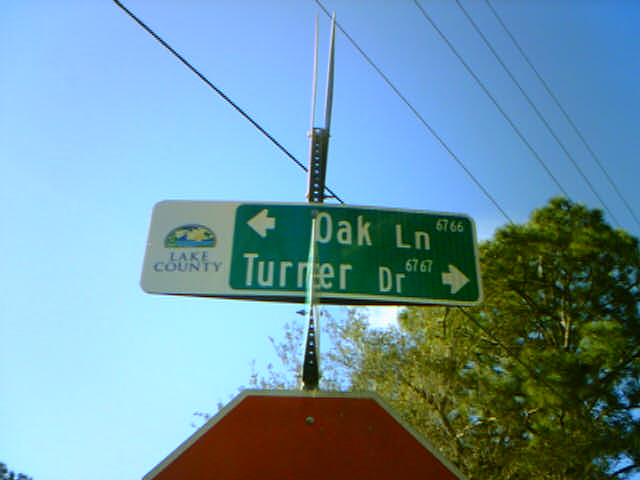 LAKE
COUNTY
Oak Ln 6766
Turner Dr 6767